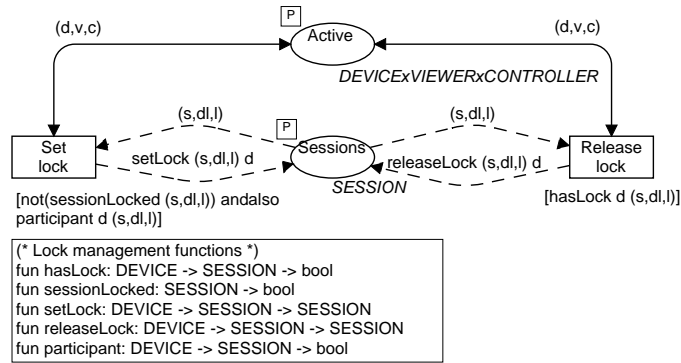 (d,v,c)
P
Active
(d,v,c)
DEVICExVIEWERxCONTROLLER
(s,dl,l)
P
(s,dl,l)
Set
lock
setLock (s,dl,l) d
Sessions
releaseLock (s,dl,l) d
Release
lock
SESSION
[not(sessionLocked (s,dl,l)) andalso
participant d (s,dl,l)]
[hasLock d (s,dl,l)]
(* Lock management functions *)
fun hasLock: DEVICE -> SESSION -> bool
fun sessionLocked: SESSION -> bool
fun setLock: DEVICE -> SESSION -> SESSION
fun releaseLock: DEVICE -> SESSION -> SESSION
fun participant: DEVICE -> SESSION -> bool